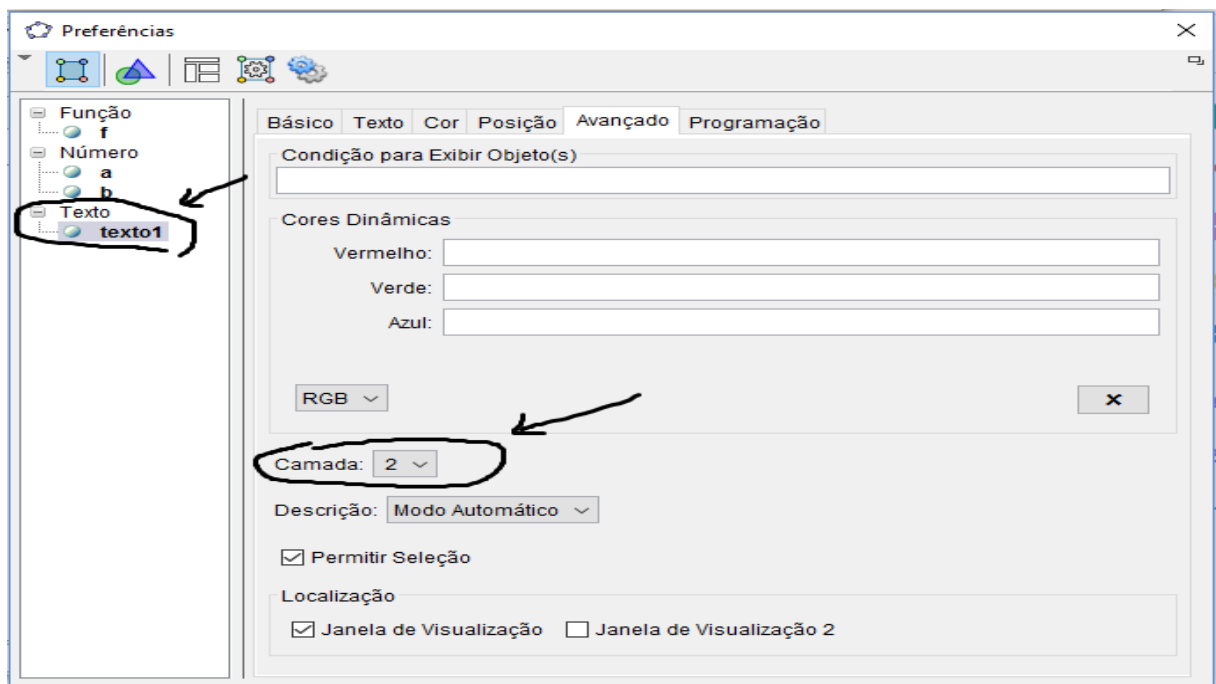 Preferências
Função
f
Número
a
b
Texto
texto1
Básico Texto Cor Posição Avançado Programação
Condição para Exibir Objeto(s)
Cores Dinâmicas
Vermelho:
Verde:
Azul:
RGB
Camada: 2
Descrição: Modo Automático
Permitir Seleção
Localização
Janela de Visualização Janela de Visualização 2